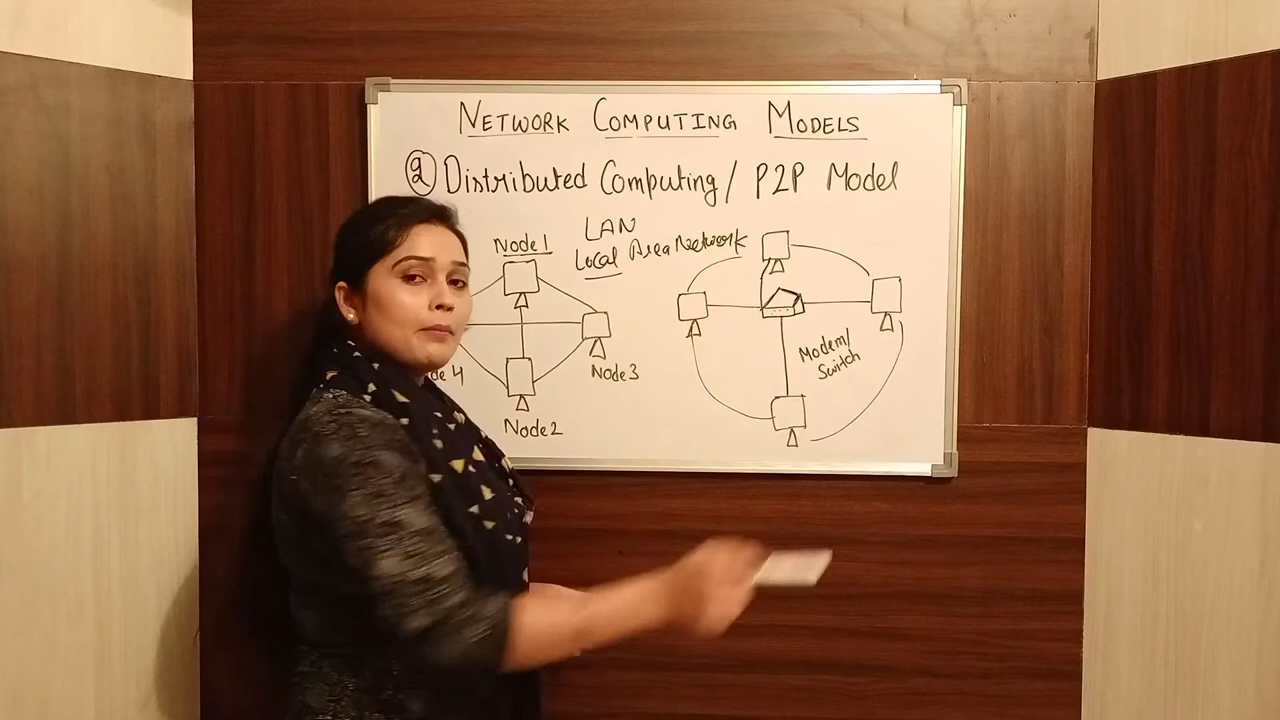 NETWORK COMPUTING MODELS
2 Distributed Computing / P2P Model
LAN
Local Area Network
Node 1
Node 3
de 4
Node 2
Modem/
Switch